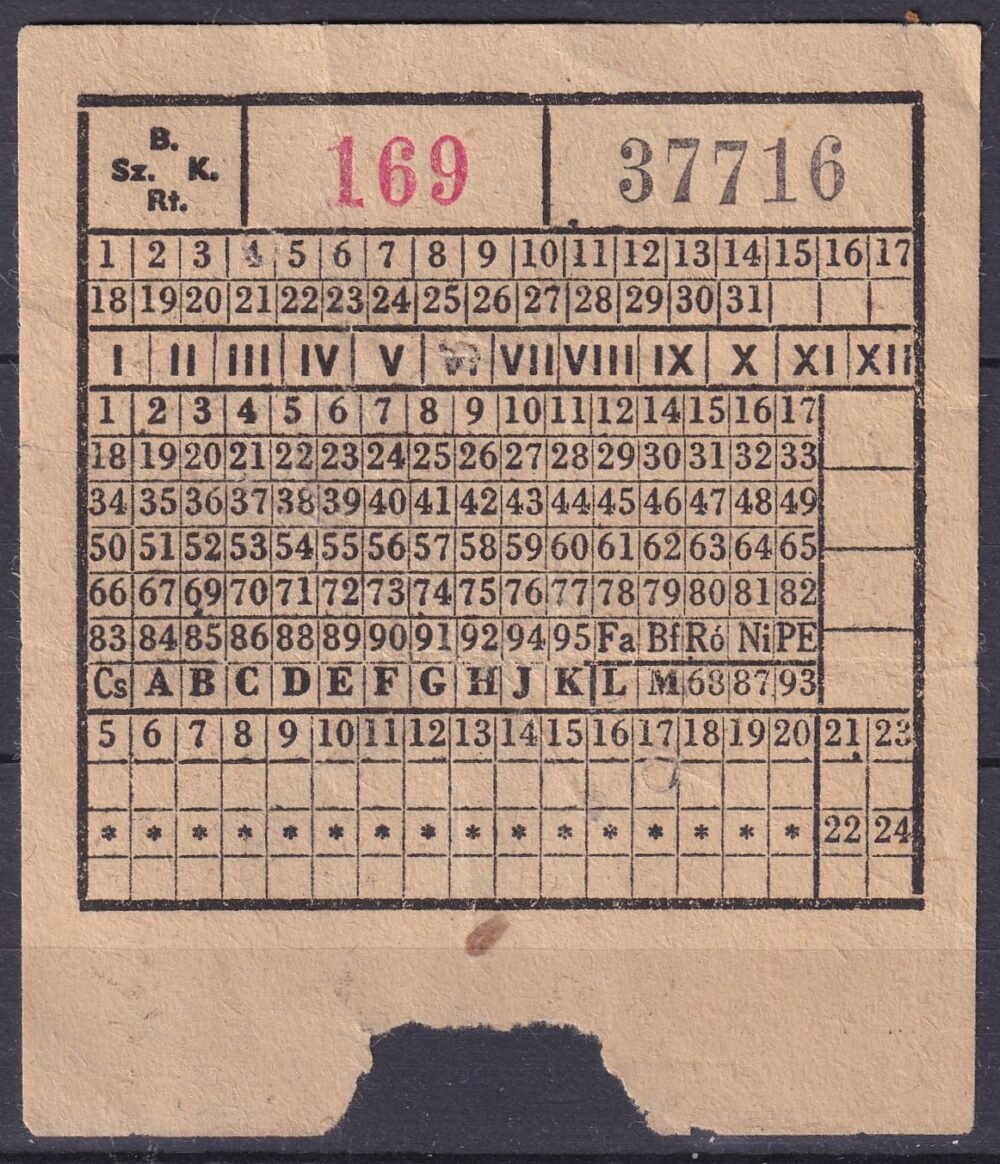 B.
Sz. K.
Rt.
169
37716
1 2 3 4 5 6 7 8 9 10 11 12 13 14 15 16 17
18 19 20 21 22 23 24 25 26 27 28 29 30 31
I II III IV V VI VII VIII IX X XI XII
1 2 3 4 5 6 7 8 9 10 11 12 14 15 16 17
18 19 20 21 22 23 24 25 26 27 28 29 30 31 32 33
34 35 36 37 38 39 40 41 42 43 44 45 46 47 48 49
50 51 52 53 54 55 56 57 58 59 60 61 62 63 64 65
66 67 69 70 71 72 73 74 75 76 77 78 79 80 81 82
83 84 85 86 88 89 90 91 92 94 95 Fa Bf Ró Ni PE
Cs A B C D E F G H J K L M 68 87 93
5 6 7 8 9 10 11 12 13 14 15 16 17 18 19 20 21 23
* * * * * * * * * * * * * * * * 22 24